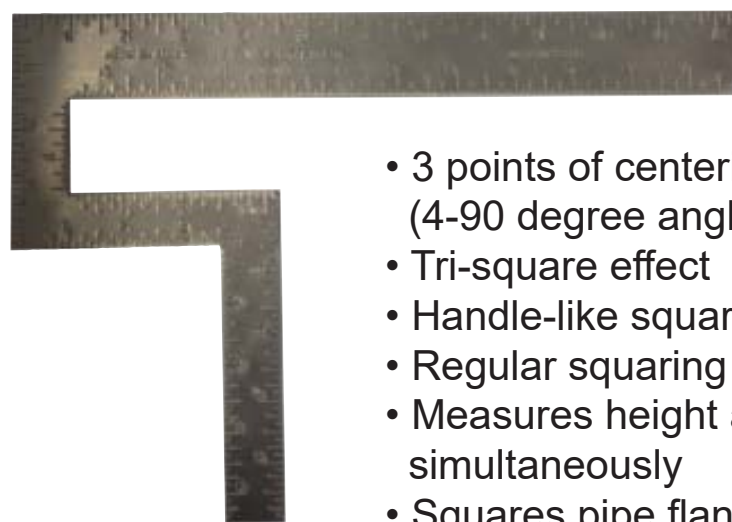 • 3 points of center
(4-90 degree angl
• Tri-square effect
• Handle-like squar
• Regular squaring
• Measures height
simultaneously
• Squares pipe flan